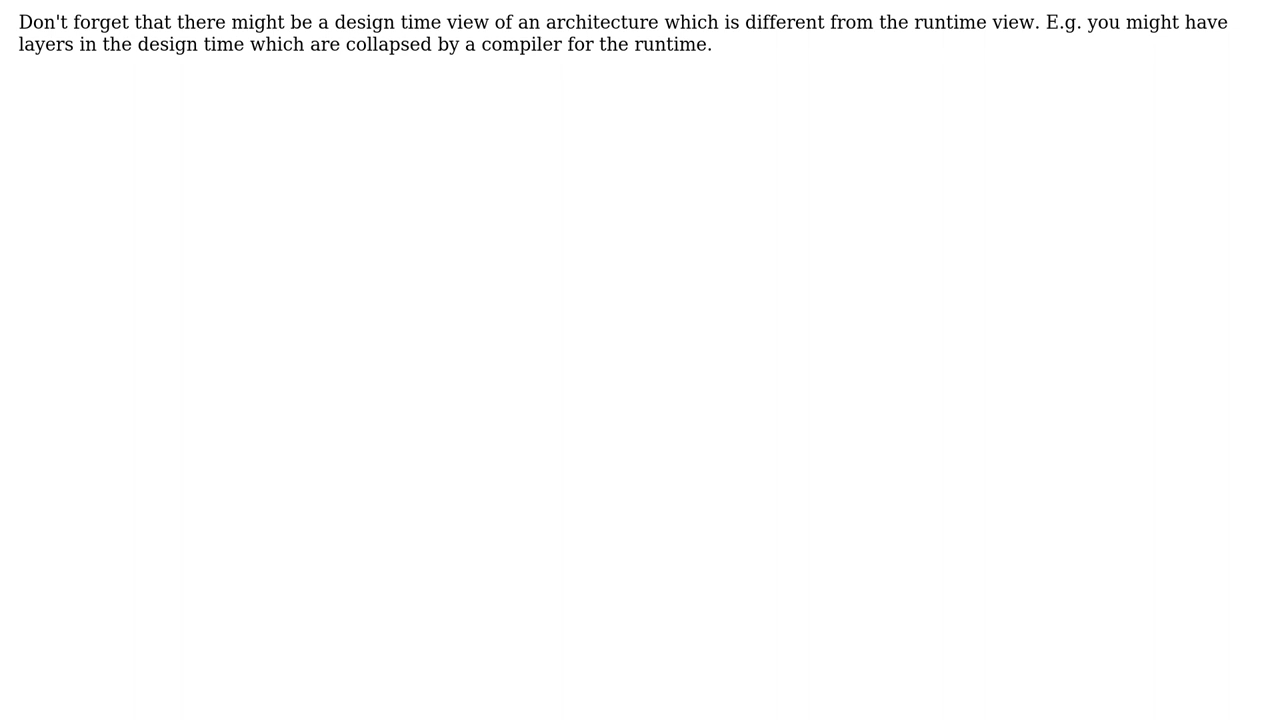 Don't forget that there might be a design time view of an architecture which is different from the runtime view. E.g. you might have
layers in the design time which are collapsed by a compiler for the runtime.